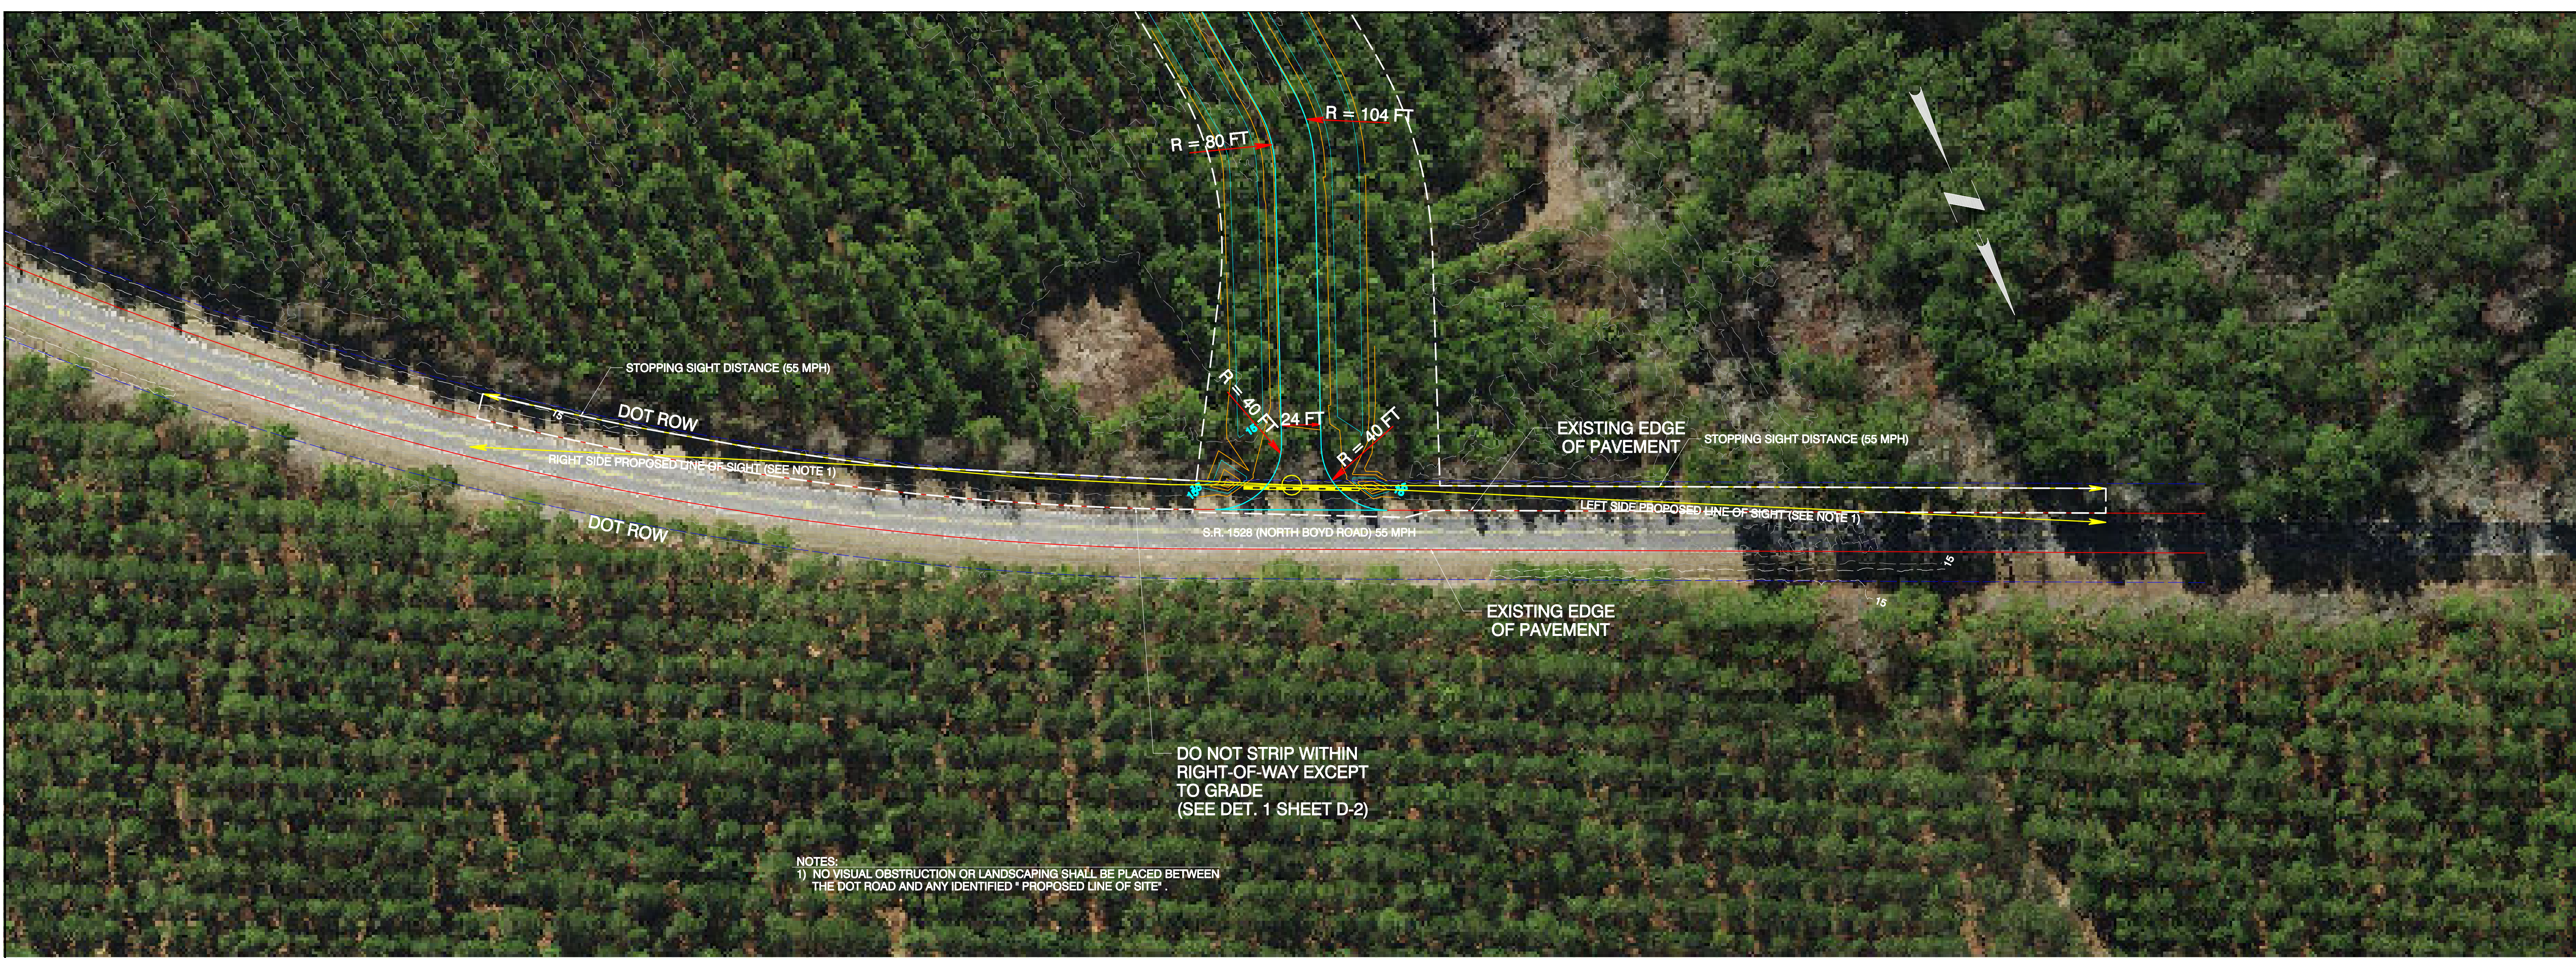 R = 104 FT
R = 80 FT
STOPPING SIGHT DISTANCE (55 MPH)
15
DOT ROW
R = 40 FT
15
24 FT
R = 40 FT
EXISTING EDGE
OF PAVEMENT
STOPPING SIGHT DISTANCE (55 MPH)
RIGHT SIDE PROPOSED LINE OF SIGHT (SEE NOTE 1)
LEFT SIDE PROPOSED LINE OF SIGHT (SEE NOTE 1)
DOT ROW
S.R. 1528 (NORTH BOYD ROAD) 55 MPH
15
15
EXISTING EDGE
OF PAVEMENT
DO NOT STRIP WITHIN
RIGHT-OF-WAY EXCEPT
TO GRADE
(SEE DET. 1 SHEET D-2)
NOTES:
1) NO VISUAL OBSTRUCTION OR LANDSCAPING SHALL BE PLACED BETWEEN
THE DOT ROAD AND ANY IDENTIFIED " PROPOSED LINE OF SITE" .